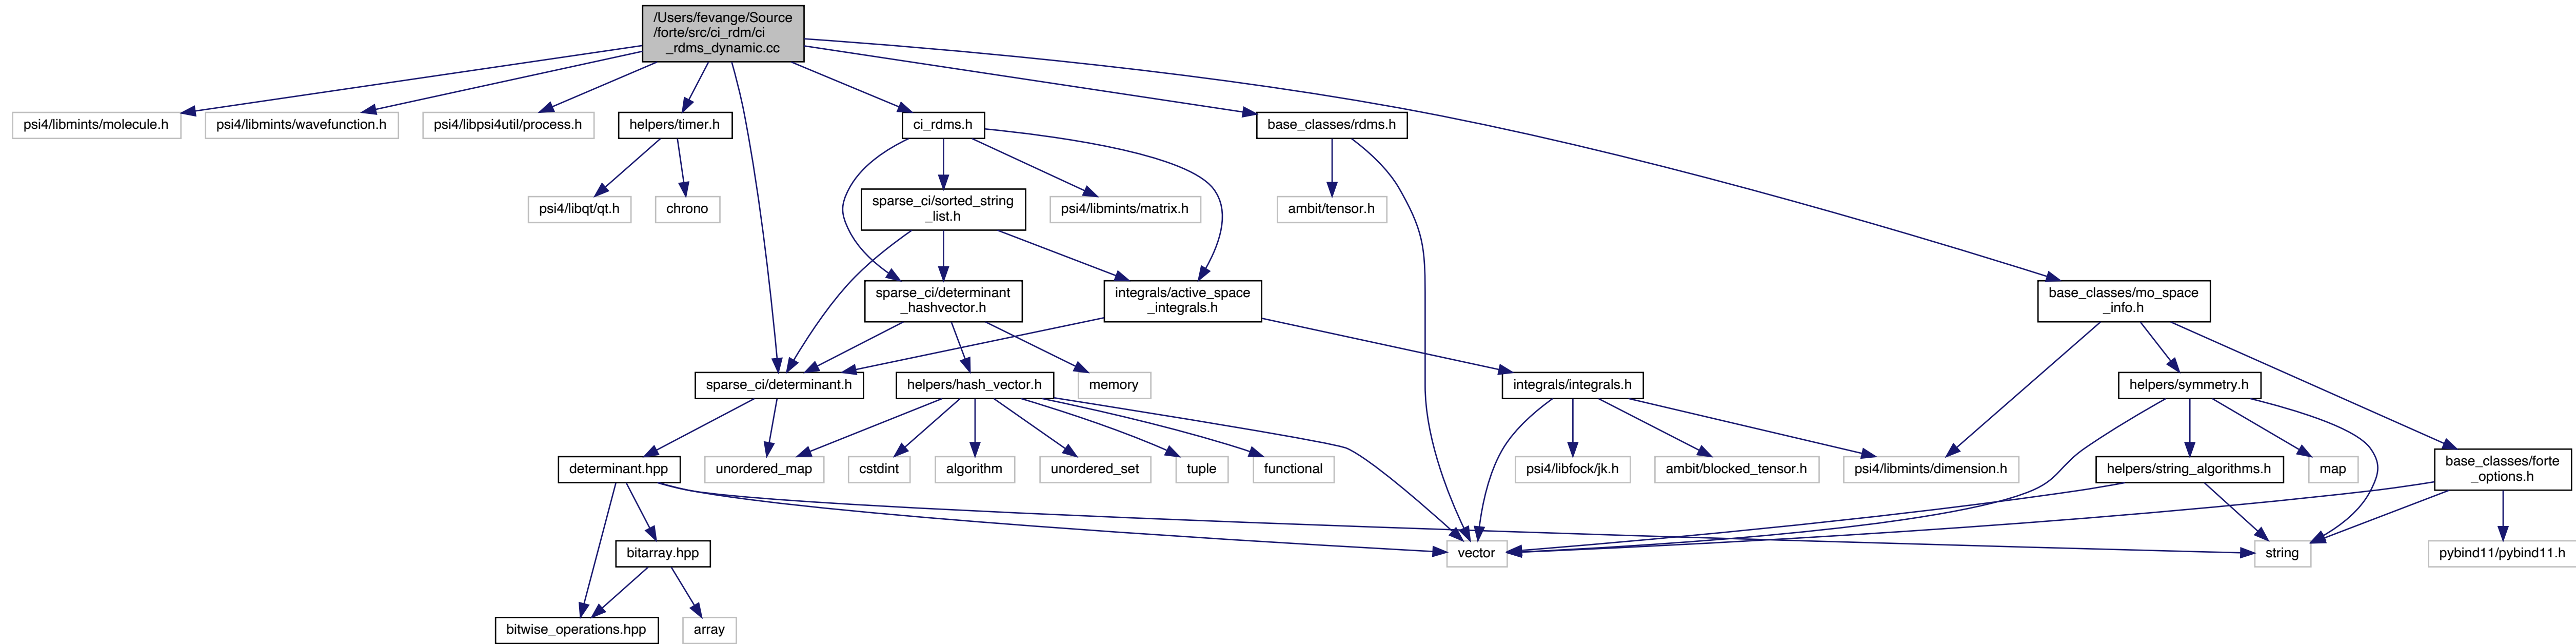 /Users/fevange/Source
/forte/src/ci_rdm/ci
_rdms_dynamic.cc
psi4/libmints/molecule.h
psi4/libmints/wavefunction.h
psi4/libpsi4util/process.h
helpers/timer.h
ci_rdms.h
base_classes/rdms.h
psi4/libqt/qt.h
chrono
sparse_ci/sorted_string
_list.h
psi4/libmints/matrix.h
ambit/tensor.h
sparse_ci/determinant
_hashvector.h
integrals/active_space
_integrals.h
base_classes/mo_space
_info.h
sparse_ci/determinant.h
helpers/hash_vector.h
memory
integrals/integrals.h
helpers/symmetry.h
determinant.hpp
unordered_map
cstdint
algorithm
unordered_set
tuple
functional
psi4/libfock/jk.h
ambit/blocked_tensor.h
psi4/libmints/dimension.h
helpers/string_algorithms.h
map
base_classes/forte
_options.h
bitarray.hpp
vector
string
pybind11/pybind11.h
bitwise_operations.hpp
array